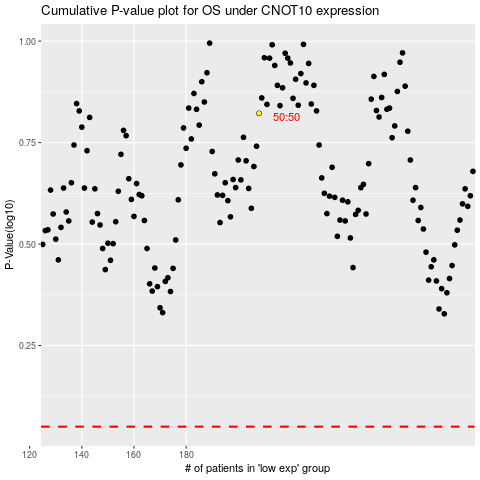 Cumulative P-value plot for OS under CNOT10 expression
P-Value(log10)
1.00
0.75
0.50
0.25
50:50
120 140 160 180
# of patients in 'low exp' group